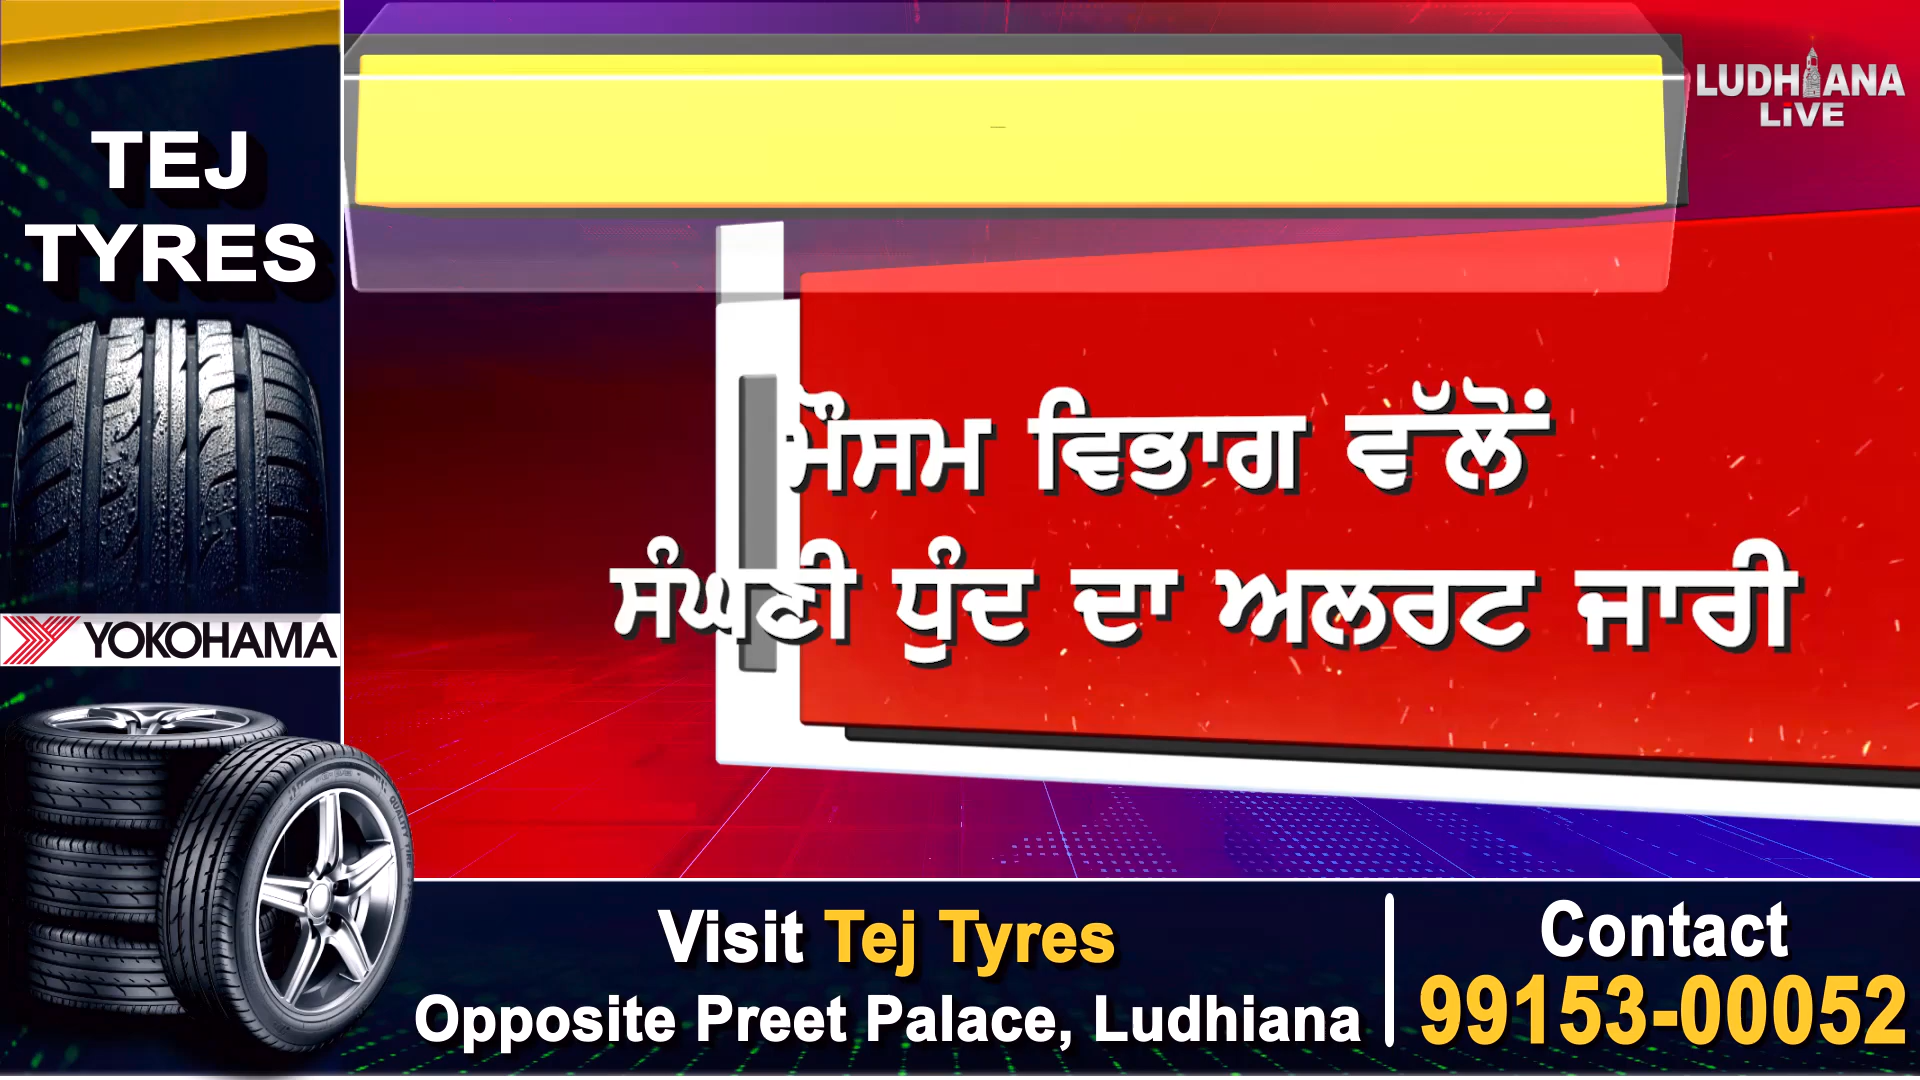 LUDHIANA
LiVE
TEJ
TYRES
ਮੌਸਮ ਵਿਭਾਗ ਵੱਲੋਂ
ਸੰਘਣੀ ਧੁੰਦ ਦਾ ਅਲਰਟ ਜਾਰੀ
YOKOHAMA
Visit Tej Tyres
Opposite Preet Palace, Ludhiana
Contact
99153-00052